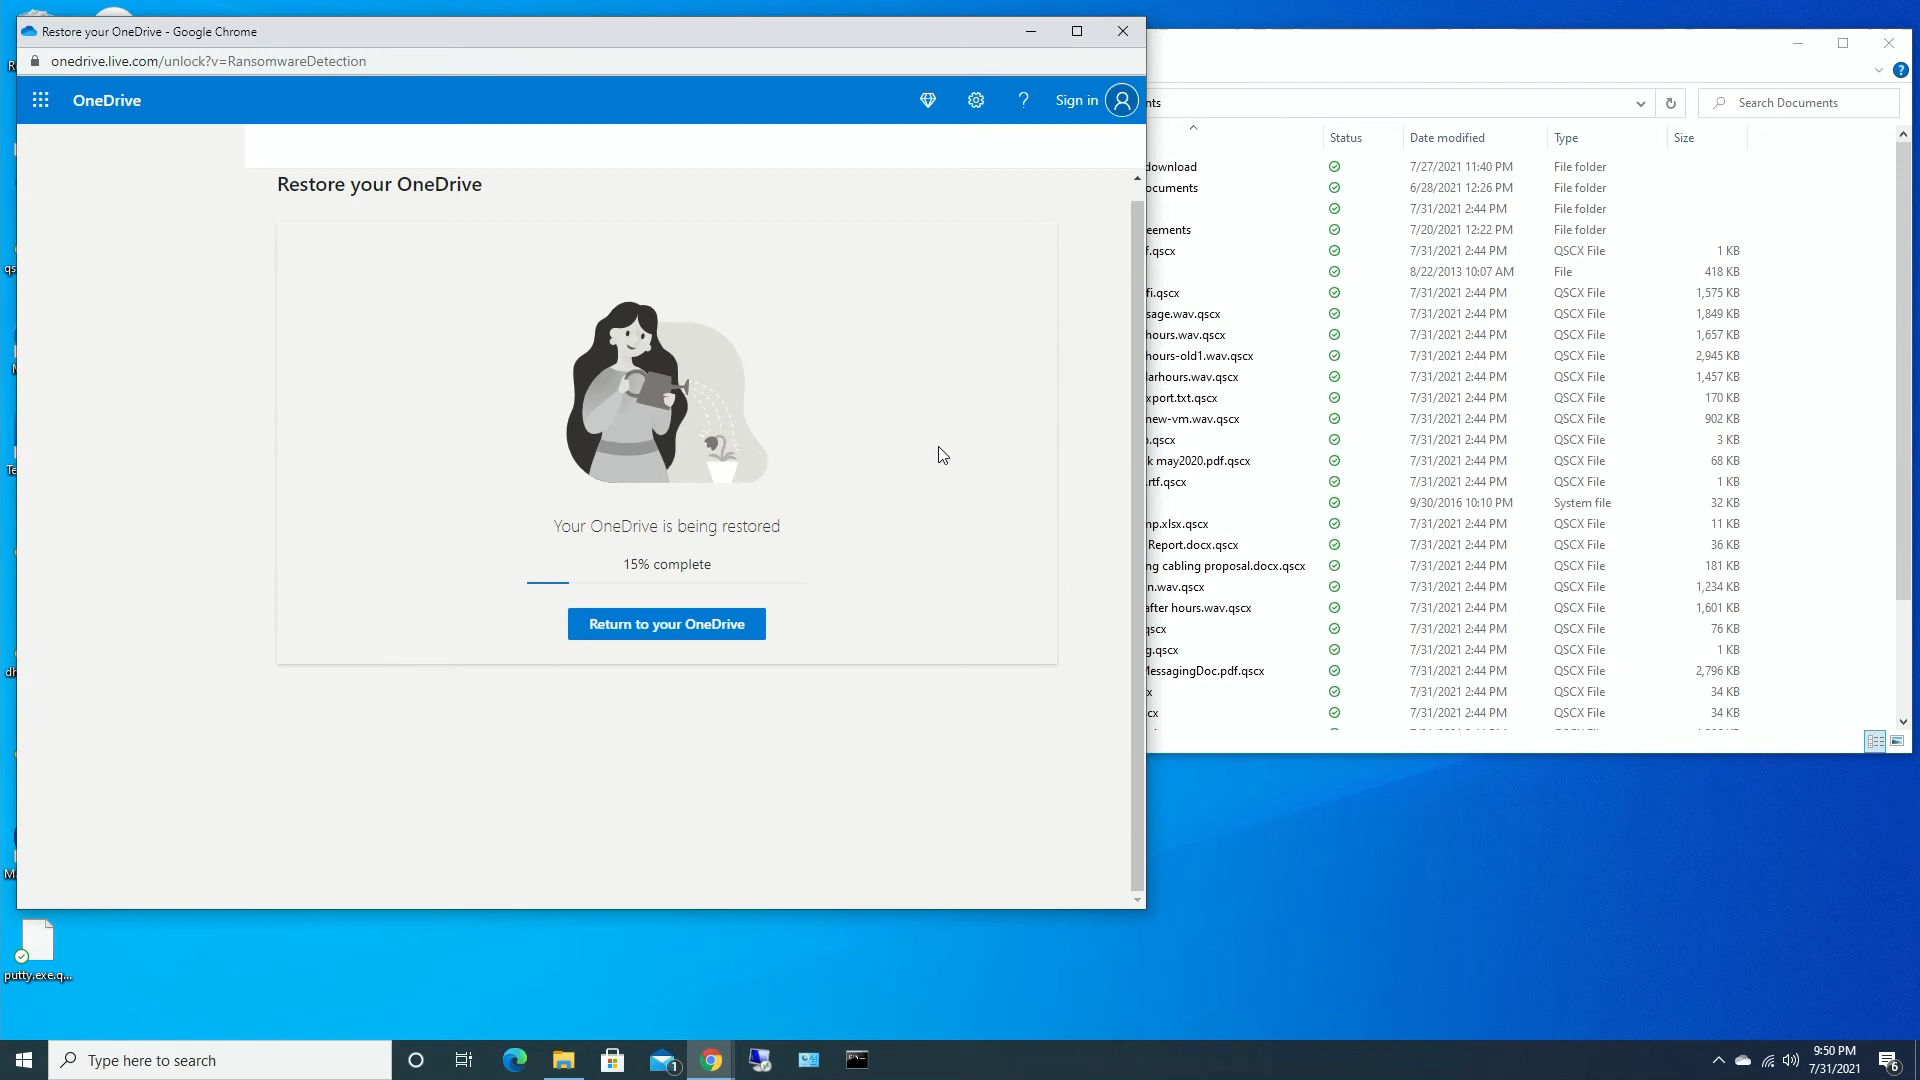 Restore your OneDrive - Google Chrome
onedrive.live.com/unlock?v=RansomwareDetection
OneDrive
?
Sign in
Restore your OneDrive
Your OneDrive is being restored
15% complete
Return to your OneDrive
?
nts
Search Documents
Status Date modified Type Size
download 7/27/2021 11:40 PM File folder
ocuments 6/28/2021 12:26 PM File folder
7/31/2021 2:44 PM File folder
eements 7/20/2021 12:22 PM File folder
f.qscx 7/31/2021 2:44 PM QSCX File 1 KB
8/22/2013 10:07 AM File 418 KB
fi.qscx 7/31/2021 2:44 PM QSCX File 1,575 KB
sage.wav.qscx 7/31/2021 2:44 PM QSCX File 1,849 KB
hours.wav.qscx 7/31/2021 2:44 PM QSCX File 1,657 KB
hours-old1.wav.qscx 7/31/2021 2:44 PM QSCX File 2,945 KB
larhours.wav.qscx 7/31/2021 2:44 PM QSCX File 1,457 KB
xport.txt.qscx 7/31/2021 2:44 PM QSCX File 170 KB
new-vm.wav.qscx 7/31/2021 2:44 PM QSCX File 902 KB
.qscx 7/31/2021 2:44 PM QSCX File 3 KB
k may2020.pdf.qscx 7/31/2021 2:44 PM QSCX File 68 KB
.rtf.qscx 7/31/2021 2:44 PM QSCX File 1 KB
9/30/2016 10:10 PM System file 32 KB
mp.xlsx.qscx 7/31/2021 2:44 PM QSCX File 11 KB
Report.docx.qscx 7/31/2021 2:44 PM QSCX File 36 KB
ng cabling proposal.docx.qscx 7/31/2021 2:44 PM QSCX File 181 KB
n.wav.qscx 7/31/2021 2:44 PM QSCX File 1,234 KB
after hours.wav.qscx 7/31/2021 2:44 PM QSCX File 1,601 KB
qscx 7/31/2021 2:44 PM QSCX File 76 KB
g.qscx 7/31/2021 2:44 PM QSCX File 1 KB
MessagingDoc.pdf.qscx 7/31/2021 2:44 PM QSCX File 2,796 KB
x 7/31/2021 2:44 PM QSCX File 34 KB
cx 7/31/2021 2:44 PM QSCX File 34 KB
qs
Te
dh
putty.exe.q...
Type here to search
1
9:50 PM
7/31/2021
6